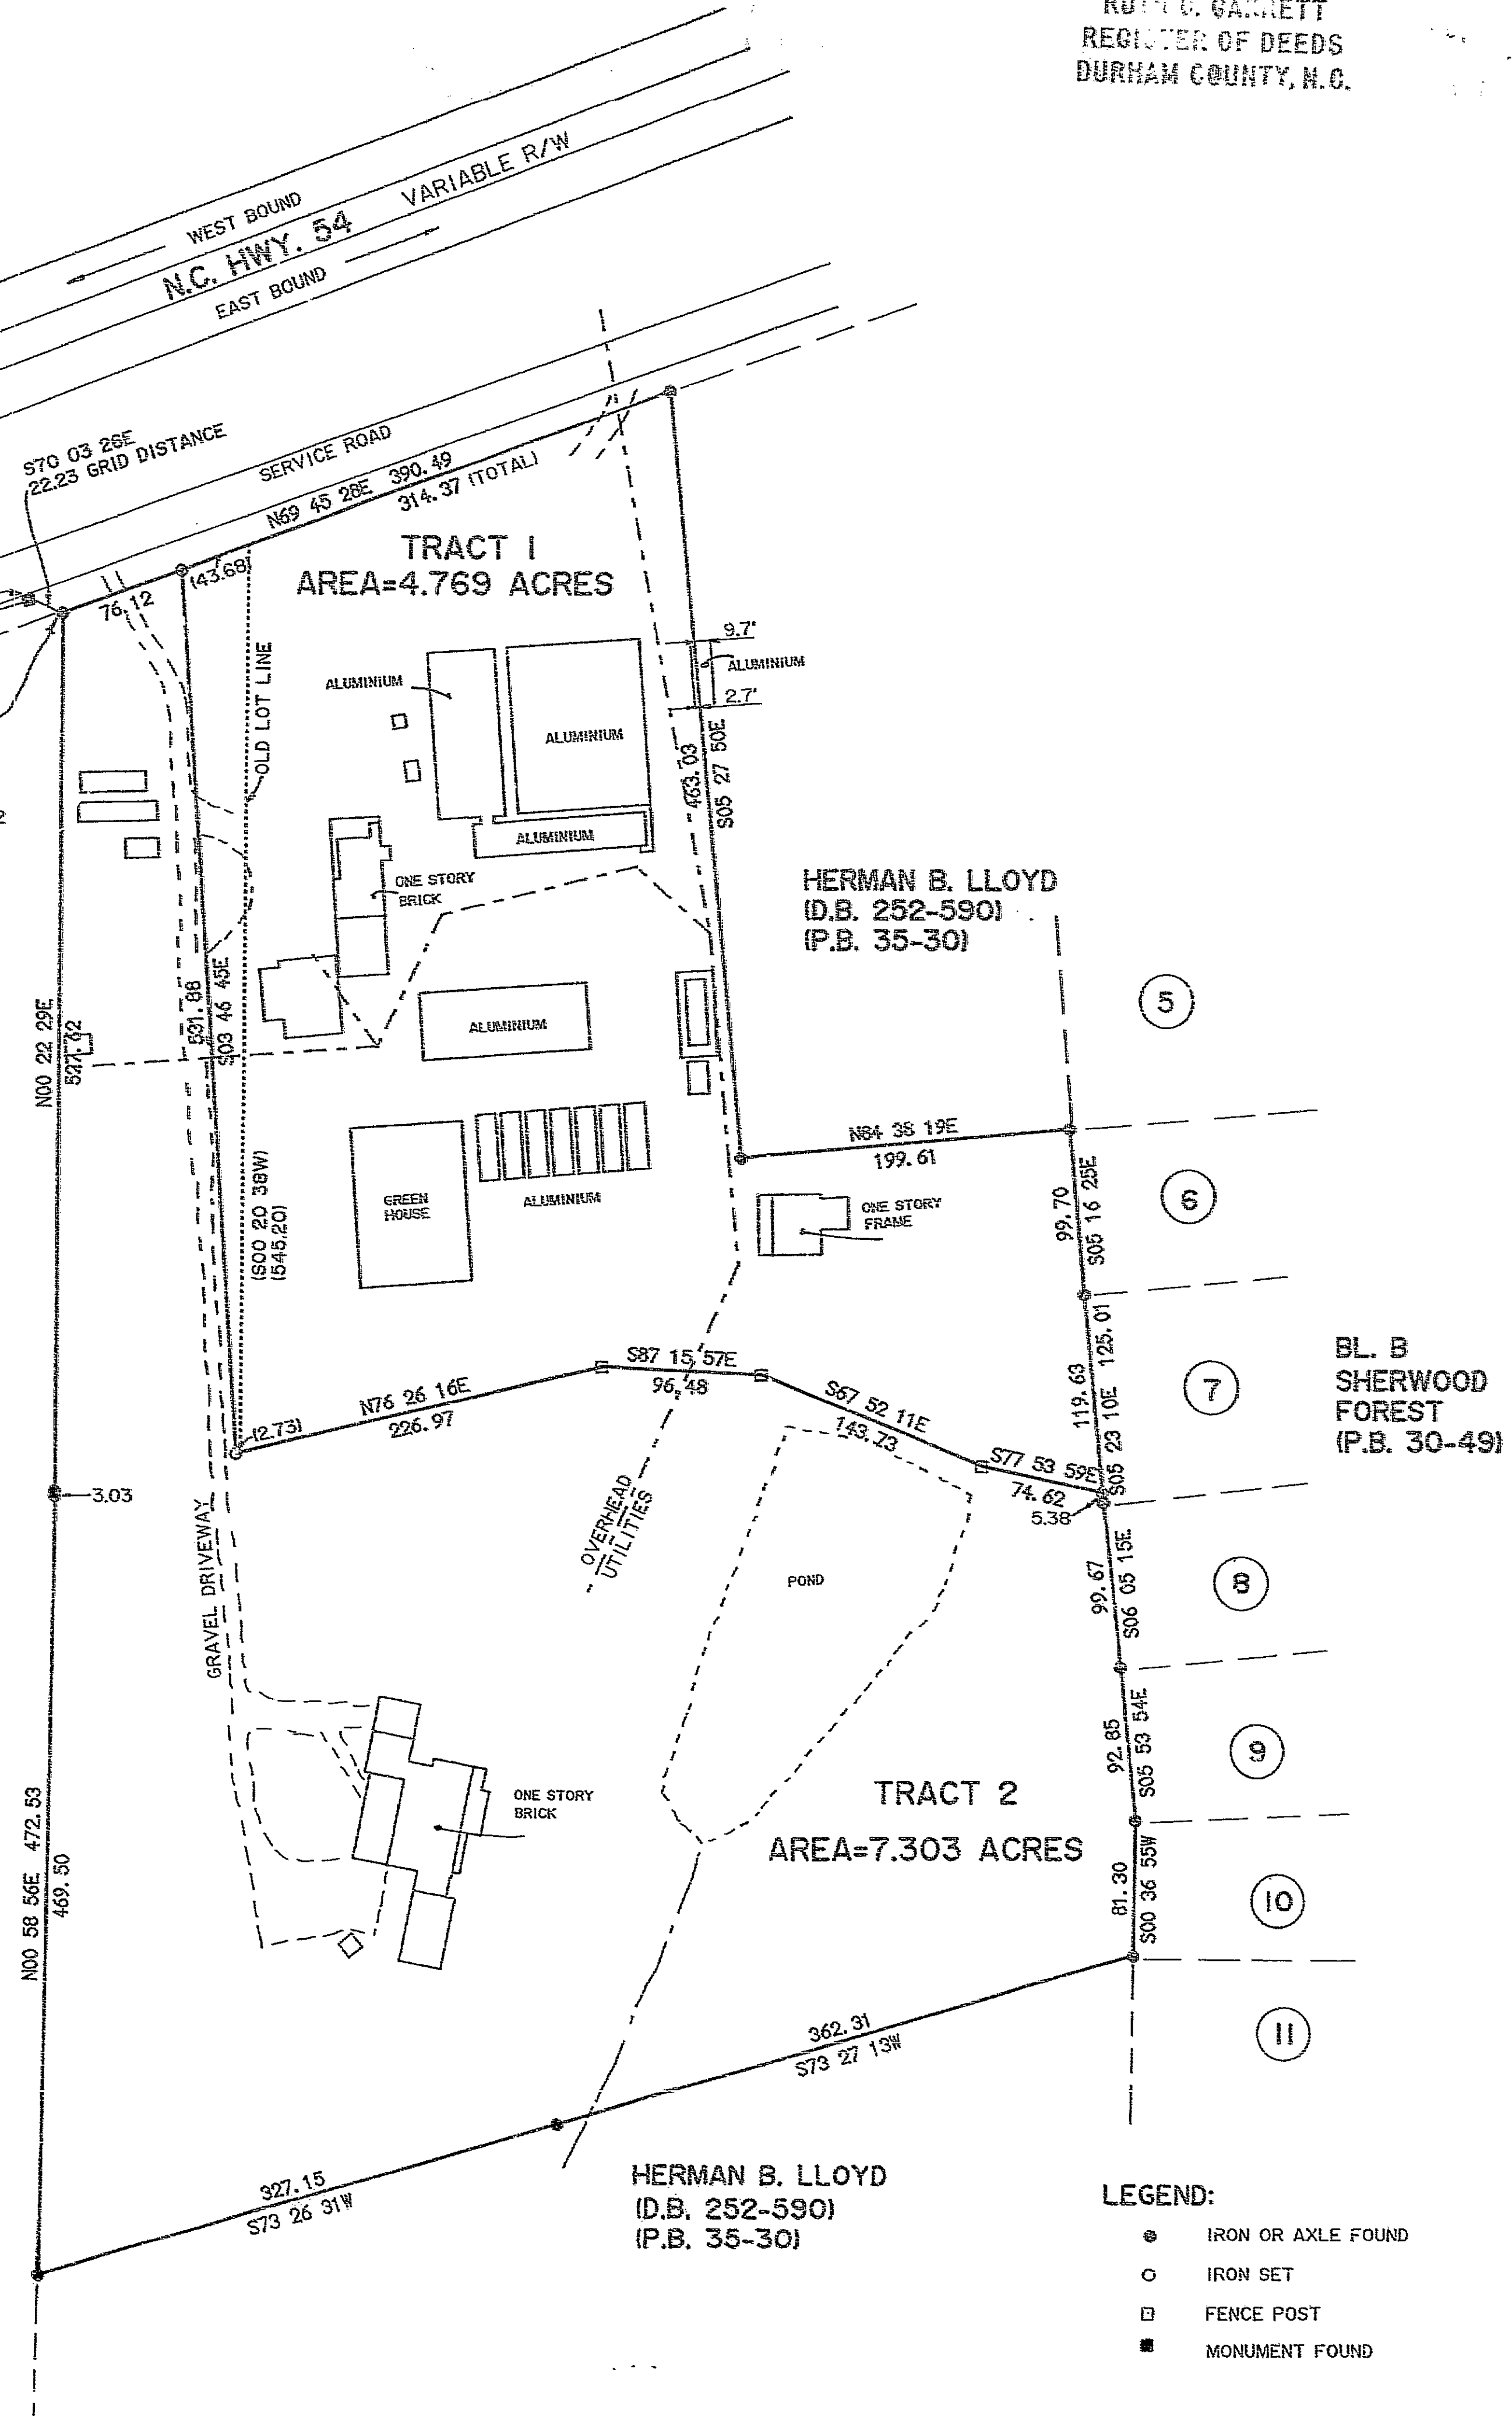 RUTH C. GARRETT
REGISTER OF DEEDS
DURHAM COUNTY, N.C.
VARIABLE R/W
WEST BOUND
N.C. HWY. 54
EAST BOUND
S70 03 26E
22.23 GRID DISTANCE
SERVICE ROAD
N69 45 28E 390.49
314.37 (TOTAL)
(43.68)
76.12
TRACT 1
AREA=4.769 ACRES
OLD LOT LINE
9.7'
ALUMINIUM
2.7'
ALUMINIUM
ALUMINIUM
463.03
S05 27 50E
ALUMINIUM
ONE STORY
BRICK
HERMAN B. LLOYD
(D.B. 252-590)
(P.B. 35-30)
5
N00 22 29E
527.62
531.88
S03 46 45E
ALUMINIUM
N84 38 19E
199.61
(S00 20 38W)
(545.20)
GREEN
HOUSE
ALUMINIUM
ONE STORY
FRAME
99.70
S05 16 25E
6
S87 15 57E
96.48
N76 26 16E
226.97
(2.73)
S67 52 11E
143.73
119.63
S05 23 10E 125.01
7
BL. B
SHERWOOD
FOREST
(P.B. 30-49)
S77 53 59E
74.62
5.38
3.03
GRAVEL DRIVEWAY
OVERHEAD
UTILITIES
POND
99.67
S06 05 15E
8
92.85
S05 53 54E
9
ONE STORY
BRICK
TRACT 2
AREA=7.303 ACRES
N00 58 56E 472.53
469.50
81.30
S00 36 55W
10
362.31
S73 27 13W
11
327.15
S73 26 31W
HERMAN B. LLOYD
(D.B. 252-590)
(P.B. 35-30)
LEGEND:
IRON OR AXLE FOUND
IRON SET
FENCE POST
MONUMENT FOUND